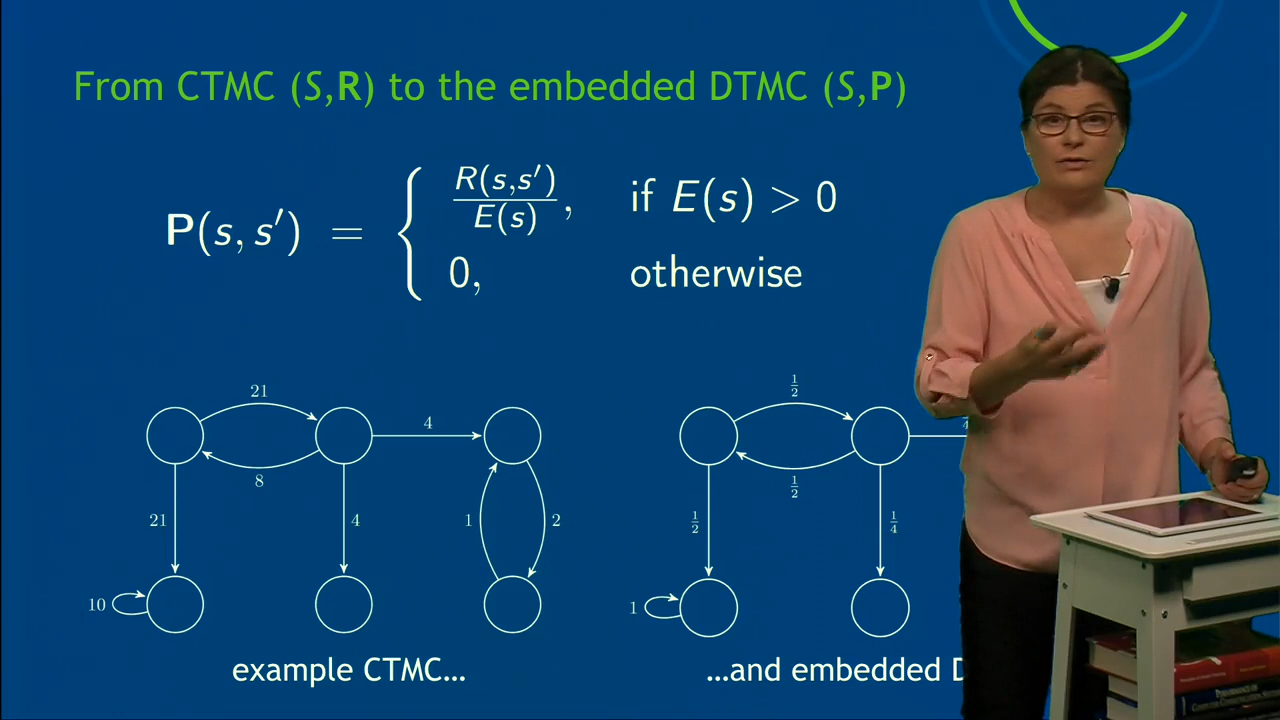 From CTMC (S,R) to the embedded DTMC (S,P)
P(s, s′) = { R(s,s′)/E(s), if E(s) > 0
0, otherwise
21
4
8
21
4
1
2
10
1/2
1/2
1/2
1/4
1
example CTMC...
...and embedded D